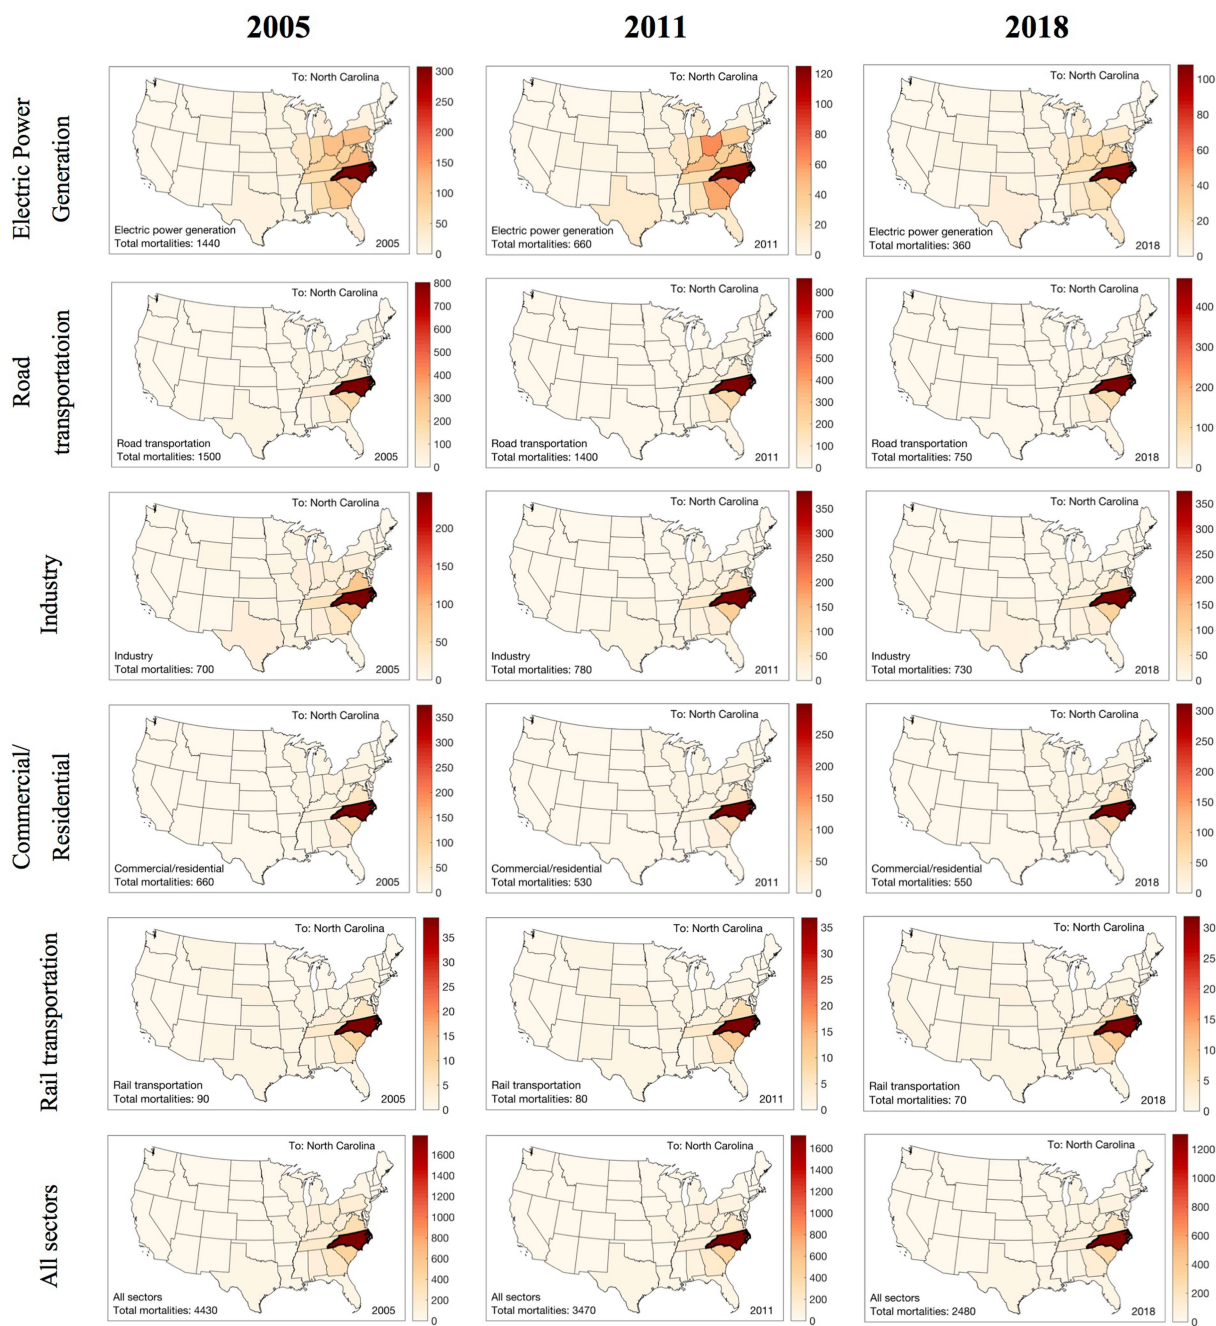 2005 2011 2018
Electric Power
Generation
To: North Carolina
Electric power generation
Total mortalities: 1440
2005
300
250
200
150
100
50
0
To: North Carolina
Electric power generation
Total mortalities: 660
2011
120
100
80
60
40
20
0
To: North Carolina
Electric power generation
Total mortalities: 360
2018
100
80
60
40
20
0
Road
transportatoion
To: North Carolina
Road transportation
Total mortalities: 1500
2005
800
700
600
500
400
300
200
100
0
To: North Carolina
Road transportation
Total mortalities: 1400
2011
800
700
600
500
400
300
200
100
0
To: North Carolina
Road transportation
Total mortalities: 750
2018
400
300
200
100
0
Industry
To: North Carolina
Industry
Total mortalities: 700
2005
200
150
100
50
0
To: North Carolina
Industry
Total mortalities: 780
2011
350
300
250
200
150
100
50
0
To: North Carolina
Industry
Total mortalities: 730
2018
350
300
250
200
150
100
50
0
Commercial/
Residential
To: North Carolina
Commercial/residential
Total mortalities: 660
2005
350
300
250
200
150
100
50
0
To: North Carolina
Commercial/residential
Total mortalities: 530
2011
250
200
150
100
50
0
To: North Carolina
Commercial/residential
Total mortalities: 550
2018
300
250
200
150
100
50
0
Rail transportation
To: North Carolina
Rail transportation
Total mortalities: 90
2005
35
30
25
20
15
10
5
0
To: North Carolina
Rail transportation
Total mortalities: 80
2011
35
30
25
20
15
10
5
0
To: North Carolina
Rail transportation
Total mortalities: 70
2018
30
25
20
15
10
5
0
All sectors
To: North Carolina
All sectors
Total mortalities: 4430
2005
1600
1400
1200
1000
800
600
400
200
0
To: North Carolina
All sectors
Total mortalities: 3470
2011
1600
1400
1200
1000
800
600
400
200
0
To: North Carolina
All sectors
Total mortalities: 2480
2018
1200
1000
800
600
400
200
0